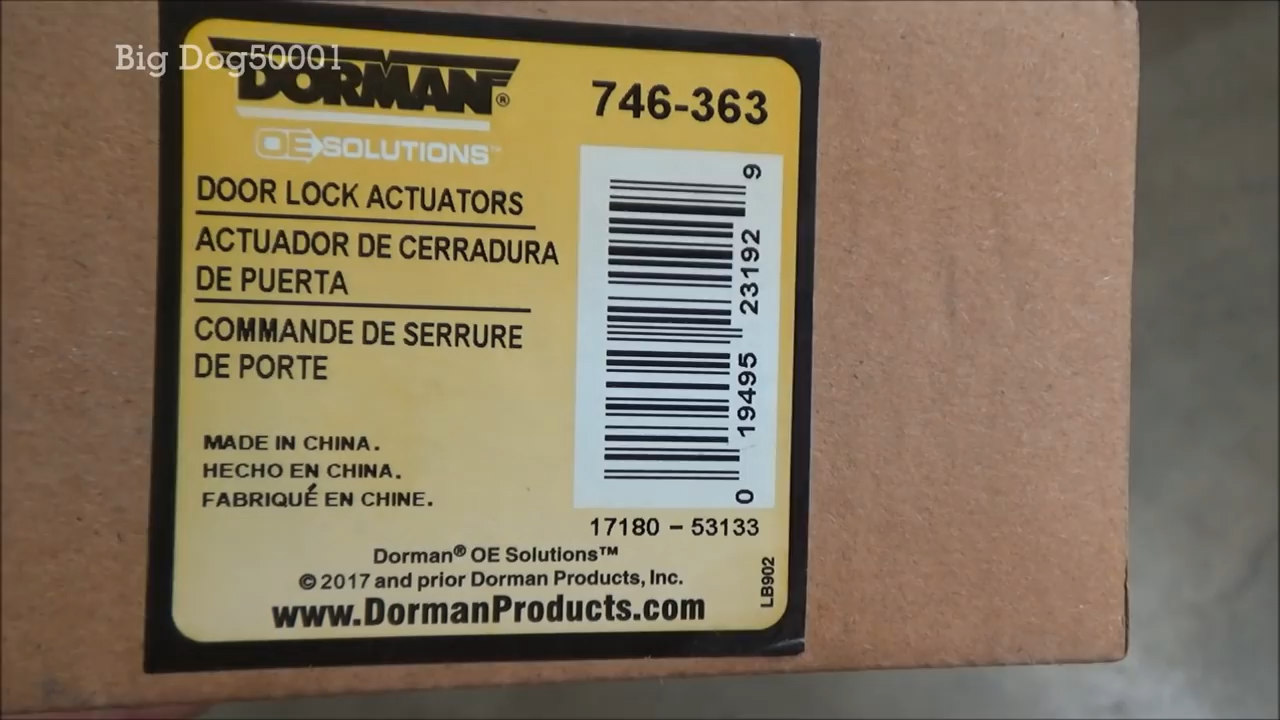 Big Dog50001
DORMAN®
OE SOLUTIONS™
746-363
DOOR LOCK ACTUATORS
ACTUADOR DE CERRADURA
DE PUERTA
COMMANDE DE SERRURE
DE PORTE
MADE IN CHINA.
HECHO EN CHINA.
FABRIQUÉ EN CHINE.
0 19495 23192 9
17180 - 53133
Dorman® OE Solutions™
© 2017 and prior Dorman Products, Inc.
www.DormanProducts.com
LB902